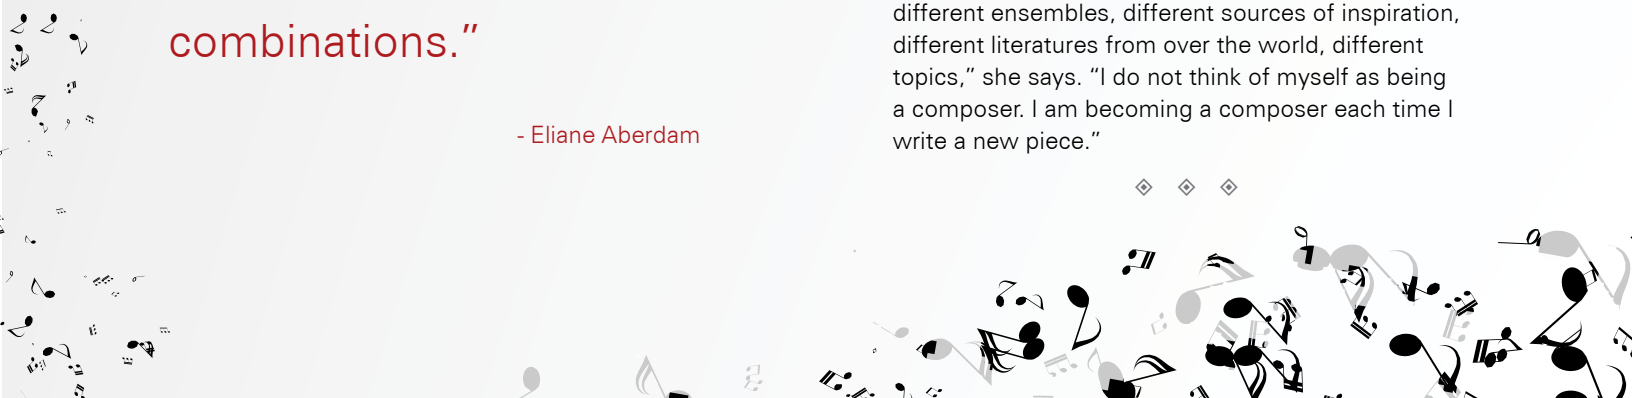 combinations.”
- Eliane Aberdam
different ensembles, different sources of inspiration,
different literatures from over the world, different
topics,” she says. “I do not think of myself as being
a composer. I am becoming a composer each time I
write a new piece.”